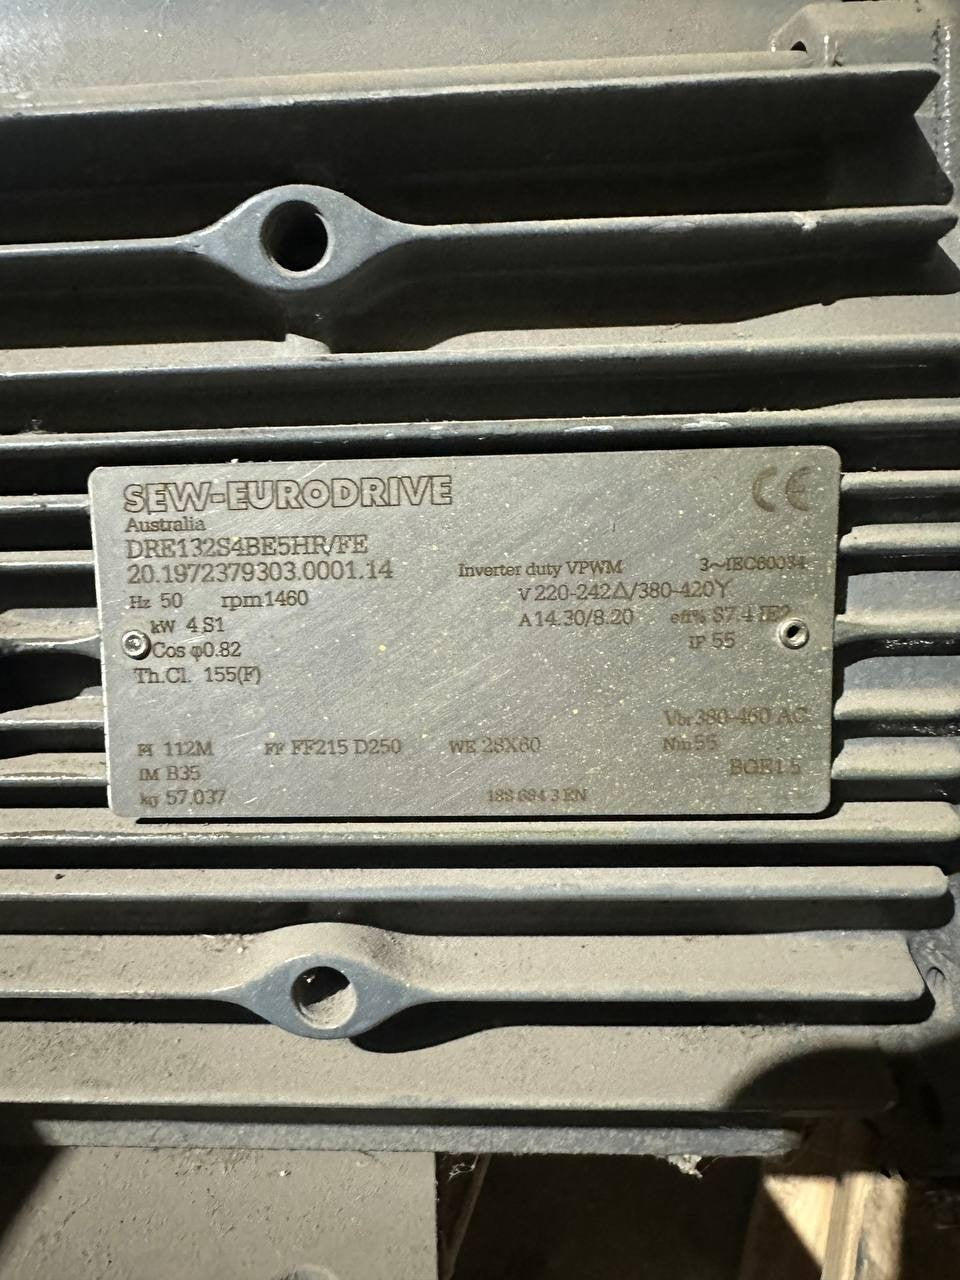 SEW-EURODRIVE
CE
Australia
DRE132S4BE5HR/FE
20.1972379303.0001.14
Inverter duty VPWM 3~IEC60034
Hz 50 rpm1460 V 220-242Δ/380-420Y
kW 4 S1 A 14.30/8.20 eff% 87.4 IE2
Cos φ0.82 IP 55
Th.Cl. 155(F)
Vbr 380-460 AC
112M FF FF215 D250 WE 28X60 Nm 55
IM B35 BGE1.5
kg 57.037 188 694 3 EN